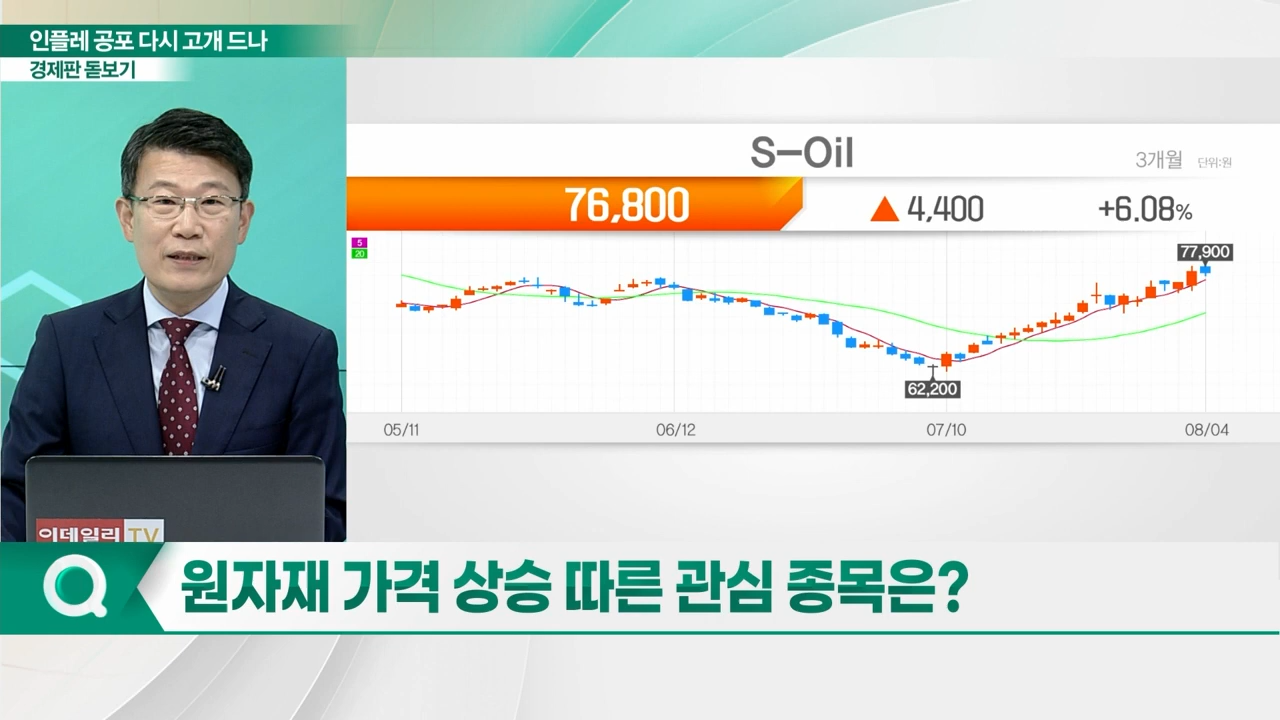 인플레 공포 다시 고개 드나
경제판 돋보기
S-Oil
3개월 단위:원
76,800 ▲ 4,400 +6.08%
5
20
77,900
62,200
05/11 06/12 07/10 08/04
이데일리 TV
원자재 가격 상승 따른 관심 종목은?